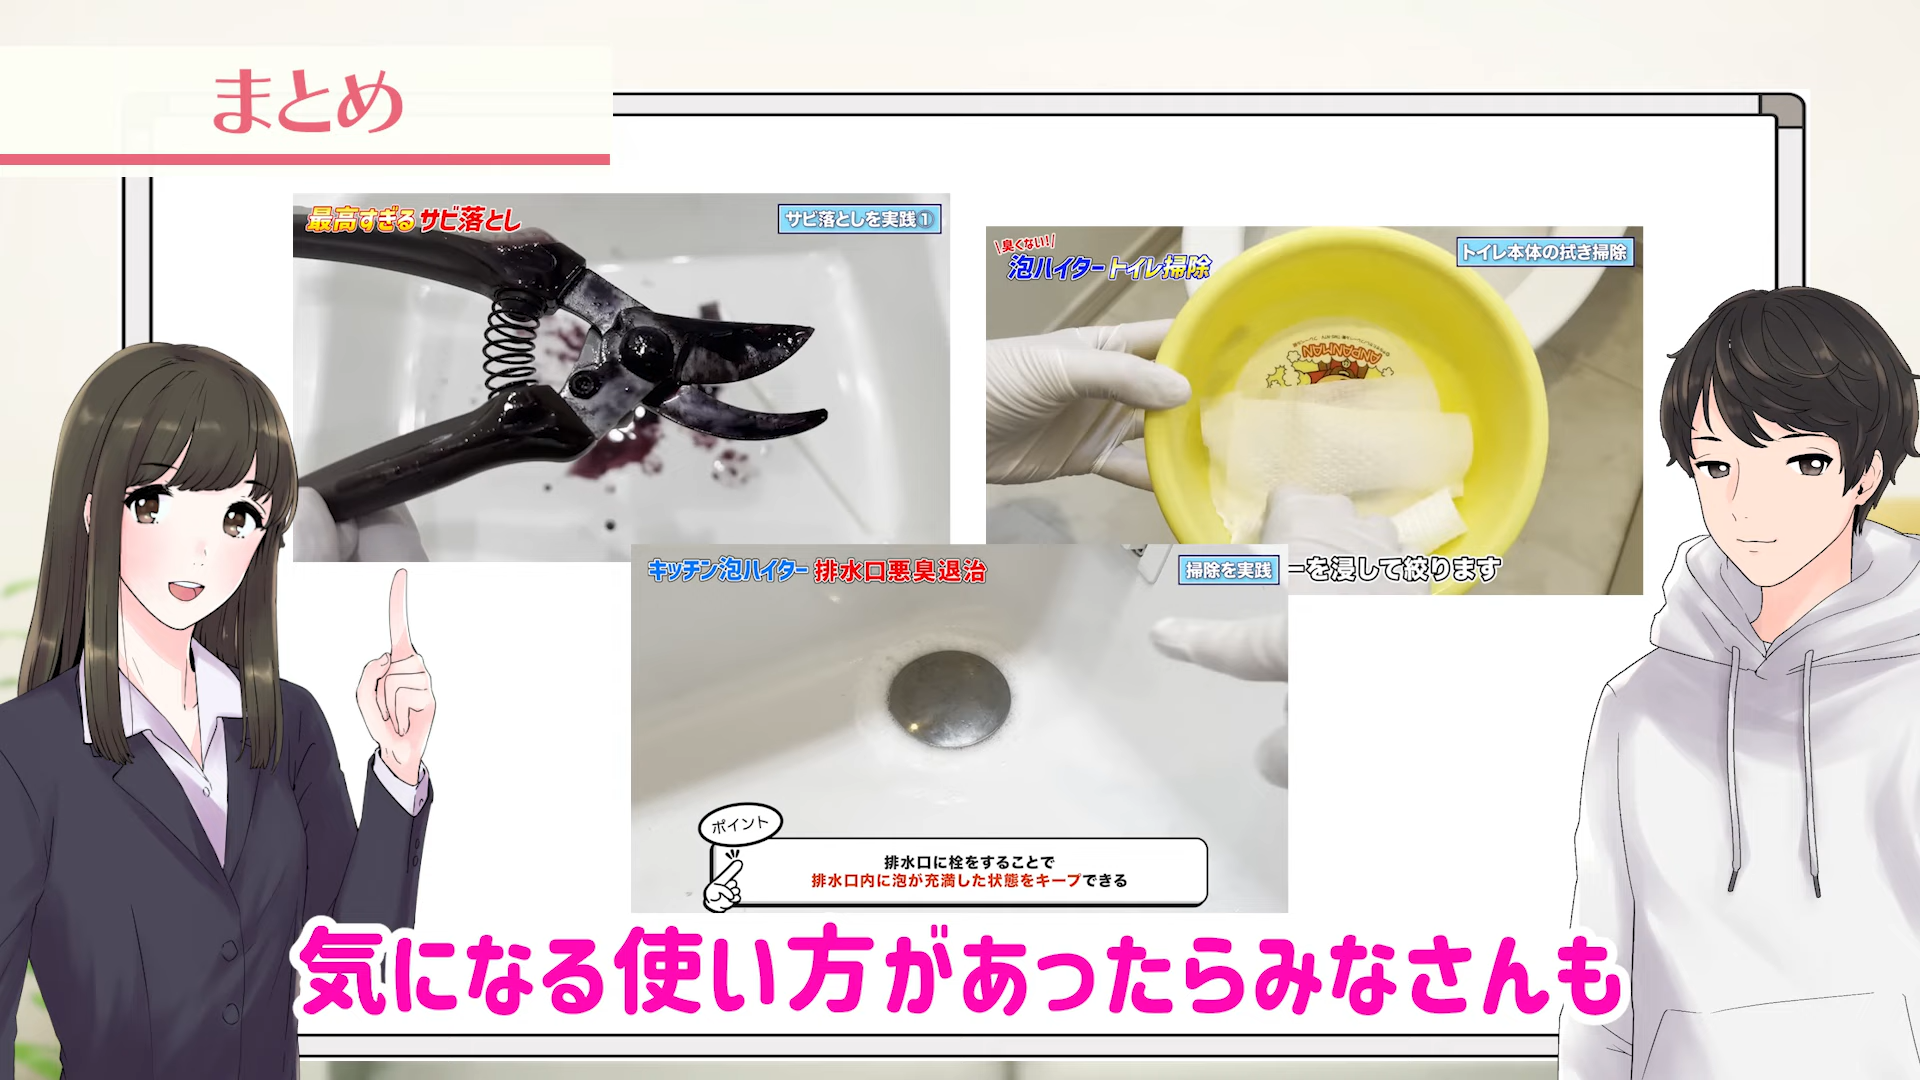 まとめ
最高すぎるサビ落とし
サビ落としを実践①
\臭くない!/
泡ハイタートイレ掃除
トイレ本体の拭き掃除
ANPANMAN
キッチン泡ハイター 排水口悪臭退治
掃除を実践
ーを浸して絞ります
ポイント
排水口に栓をすることで
排水口内に泡が充満した状態をキープできる
気になる使い方があったらみなさんも